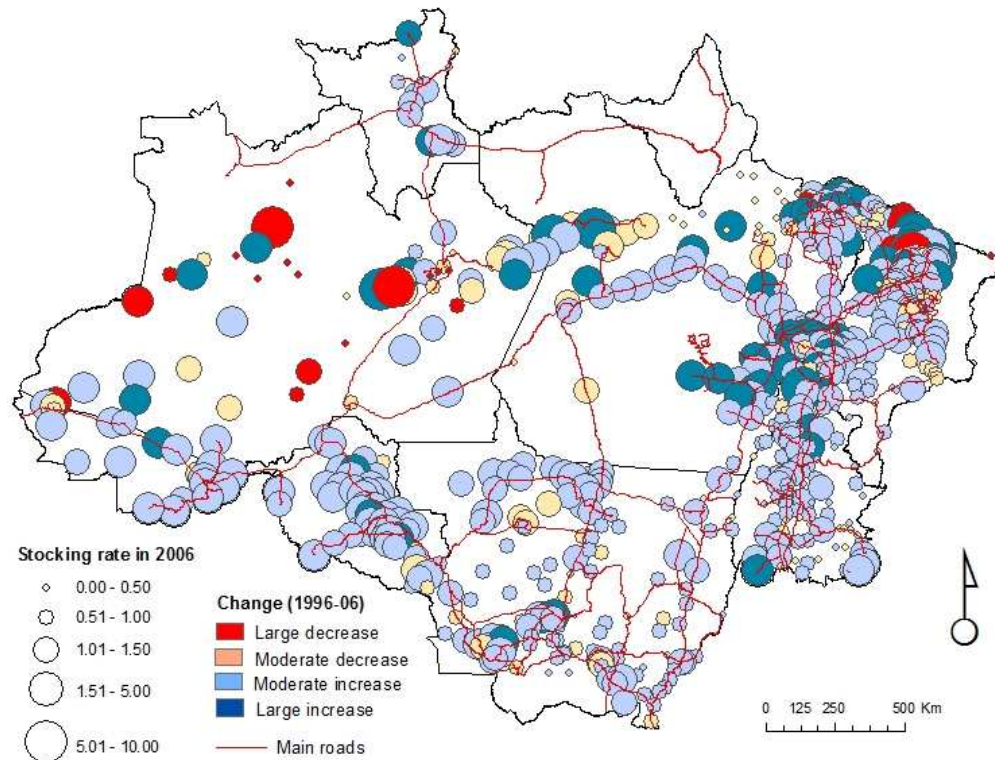 Stocking rate in 2006
0.00 - 0.50
0.51 - 1.00
1.01 - 1.50
1.51 - 5.00
5.01 - 10.00
Change (1996-06)
Large decrease
Moderate decrease
Moderate increase
Large increase
Main roads
0 125 250 500 Km